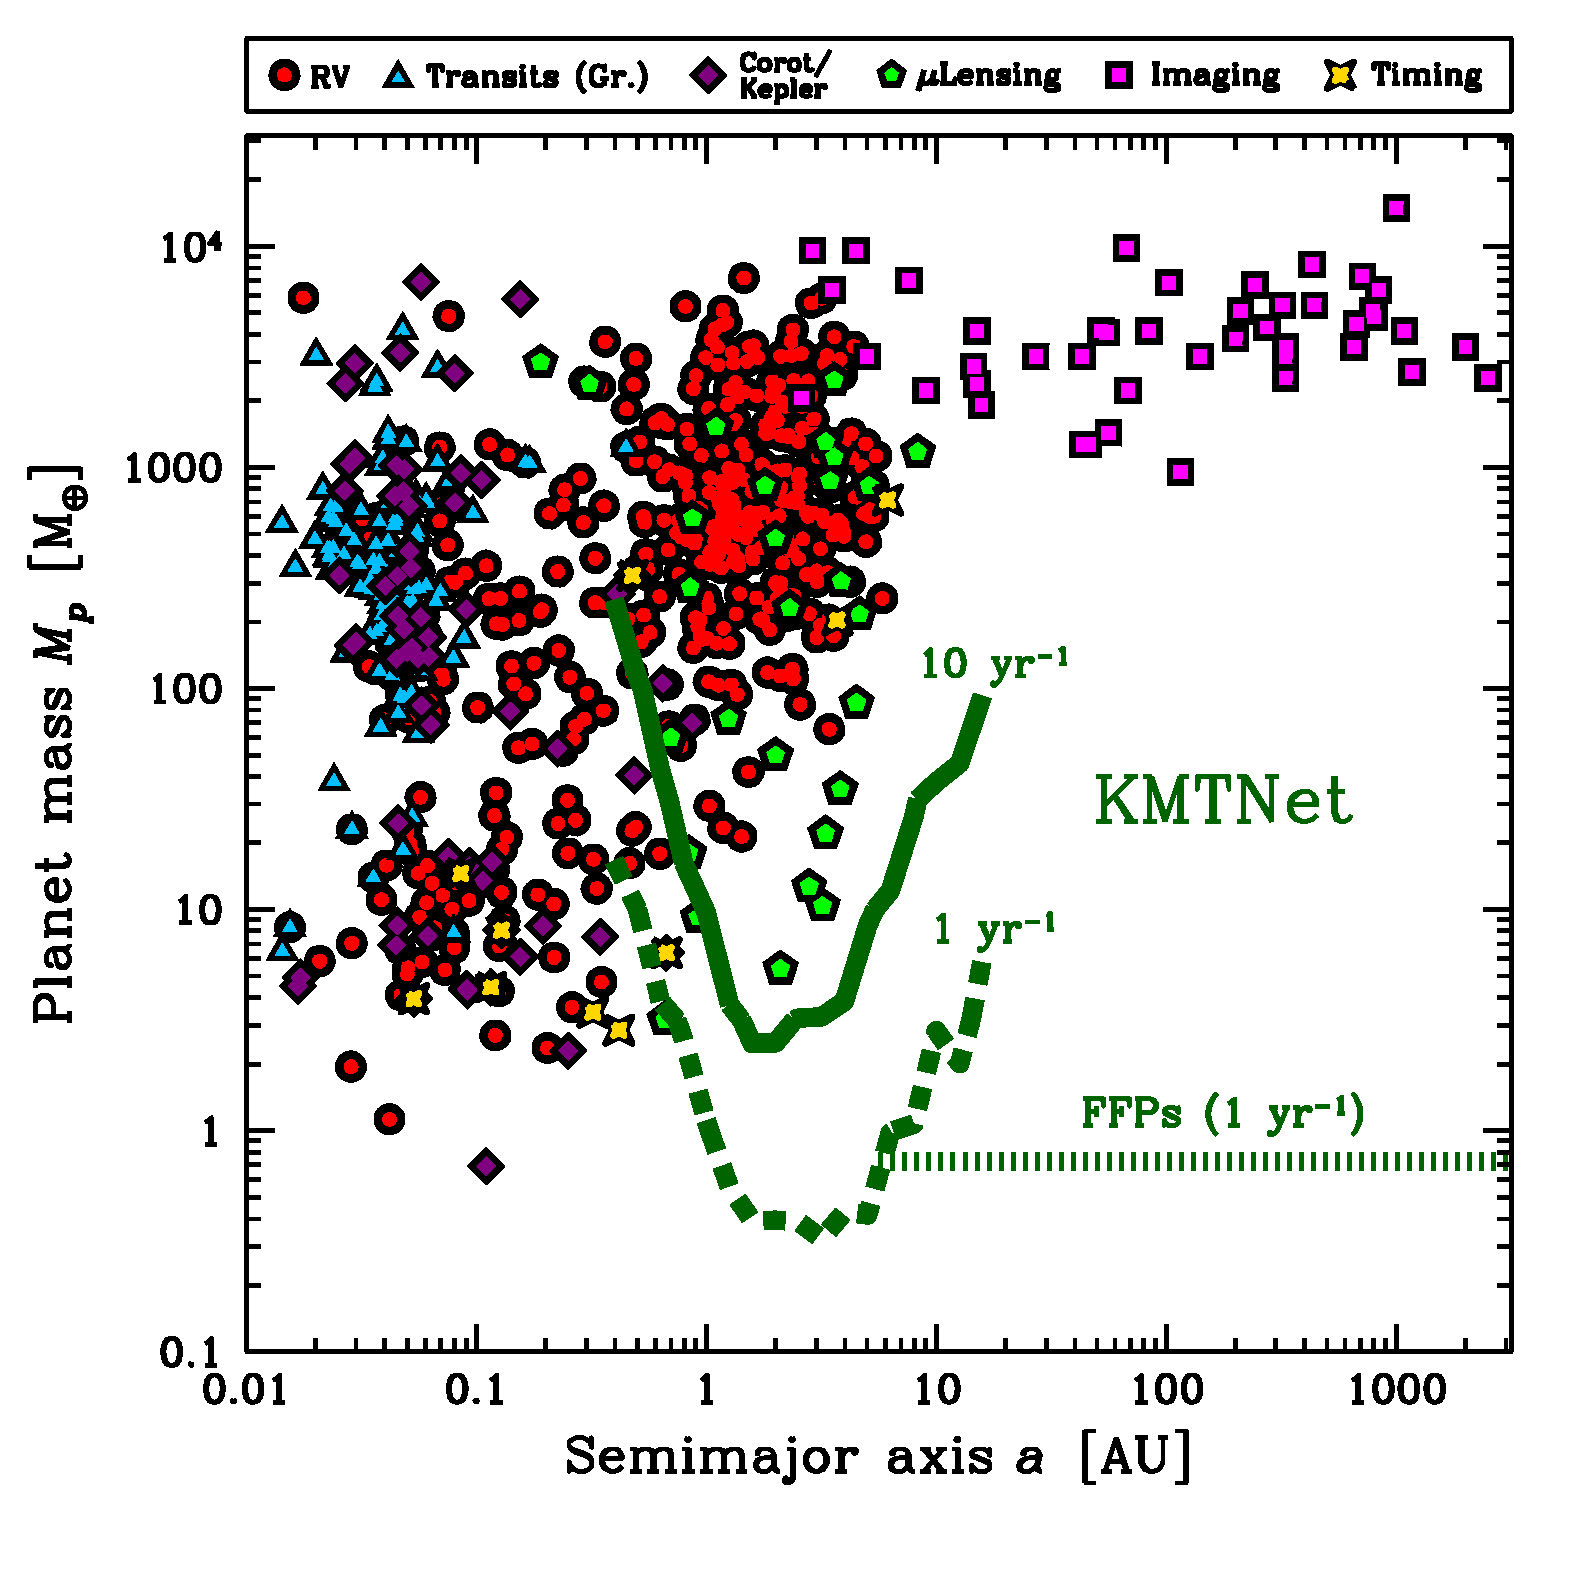 RV Transits (Gr.) Corot/ Kepler μLensing Imaging Timing
10⁴
1000
100
10
1
0.1
Planet mass Mₚ [M⊕]
10 yr⁻¹
KMTNet
1 yr⁻¹
FFPs (1 yr⁻¹)
0.01 0.1 1 10 100 1000
Semimajor axis a [AU]